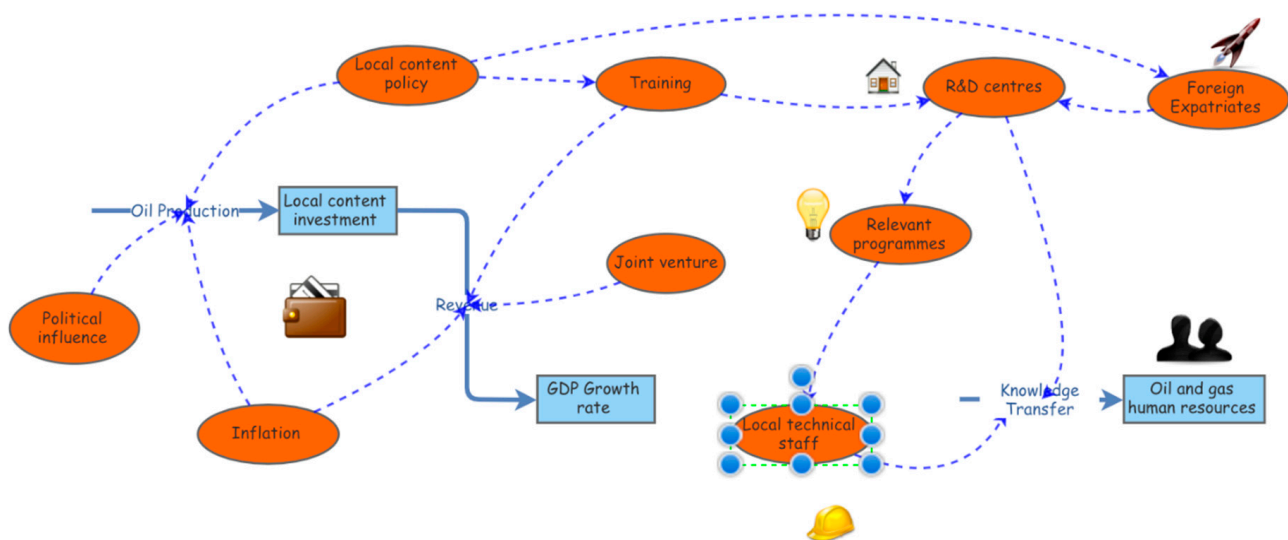 Local content
policy
Training
R&D centres
Foreign
Expatriates
Oil Production
Local content
investment
Relevant
programmes
Joint venture
Political
influence
Revenue
GDP Growth
rate
Knowledge
Transfer
Oil and gas
human resources
Inflation
Local technical
staff